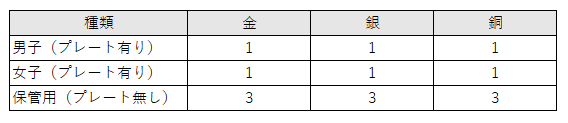 種類 金 銀 銅
男子（プレート有り） 1 1 1
女子（プレート有り） 1 1 1
保管用（プレート無し） 3 3 3